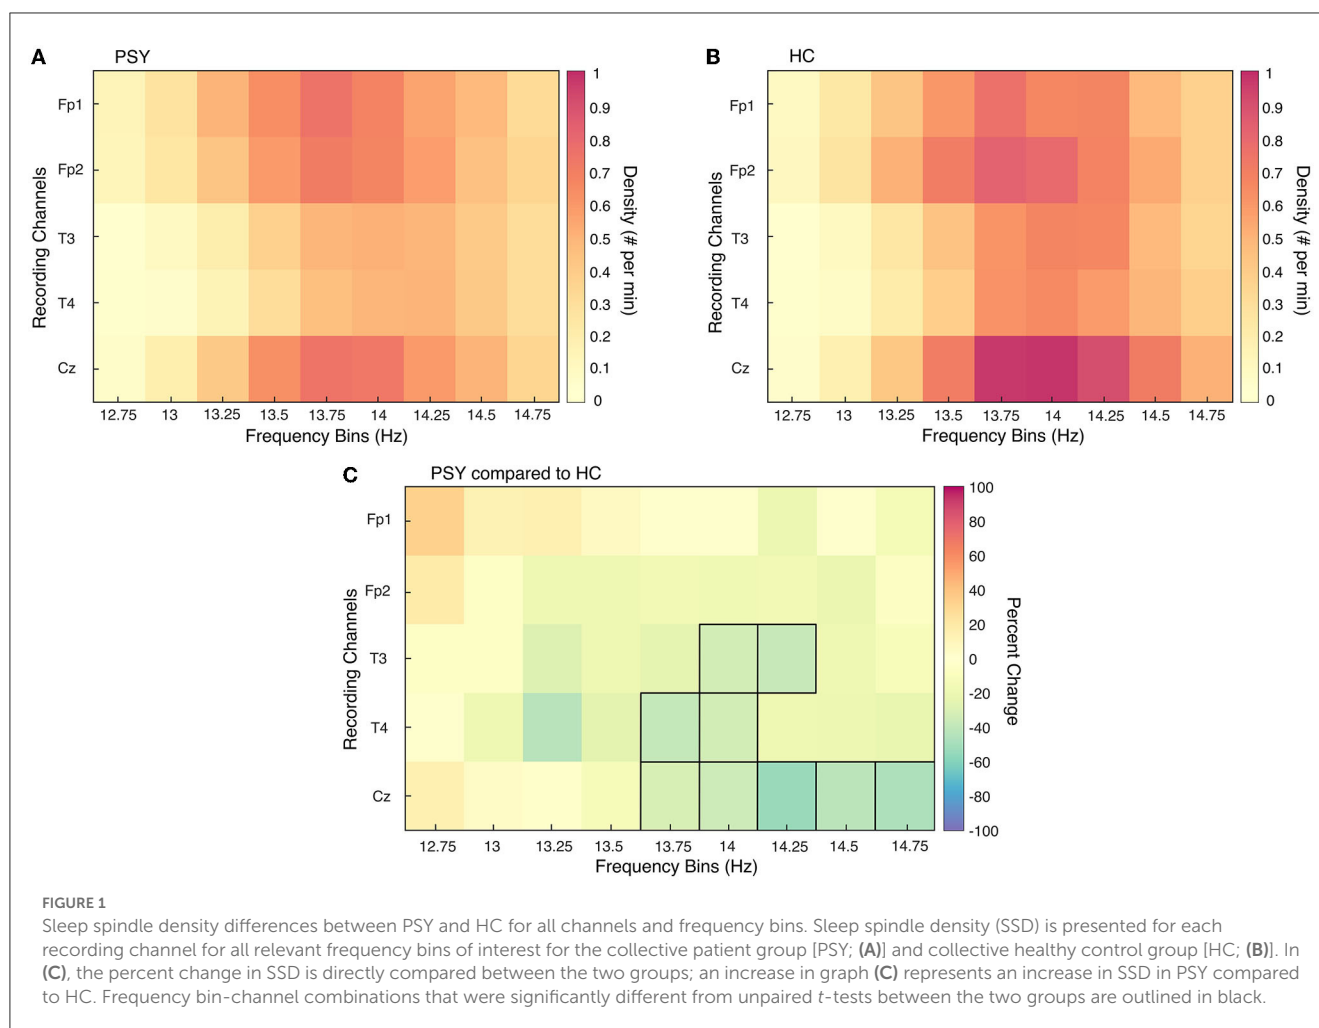 A
PSY
Recording Channels
Fp1
Fp2
T3
T4
Cz
12.75 13 13.25 13.5 13.75 14 14.25 14.5 14.75
Frequency Bins (Hz)
1
0.9
0.8
0.7
0.6
0.5
0.4
0.3
0.2
0.1
0
Density (# per min)
B
HC
Recording Channels
Fp1
Fp2
T3
T4
Cz
12.75 13 13.25 13.5 13.75 14 14.25 14.5 14.75
Frequency Bins (Hz)
1
0.9
0.8
0.7
0.6
0.5
0.4
0.3
0.2
0.1
0
Density (# per min)
C
PSY compared to HC
Recording Channels
Fp1
Fp2
T3
T4
Cz
12.75 13 13.25 13.5 13.75 14 14.25 14.5 14.75
Frequency Bins (Hz)
100
80
60
40
20
0
-20
-40
-60
-80
-100
Percent Change
FIGURE 1
Sleep spindle density differences between PSY and HC for all channels and frequency bins. Sleep spindle density (SSD) is presented for each
recording channel for all relevant frequency bins of interest for the collective patient group [PSY; (A)] and collective healthy control group [HC; (B)]. In
(C), the percent change in SSD is directly compared between the two groups; an increase in graph (C) represents an increase in SSD in PSY compared
to HC. Frequency bin-channel combinations that were significantly different from unpaired t-tests between the two groups are outlined in black.